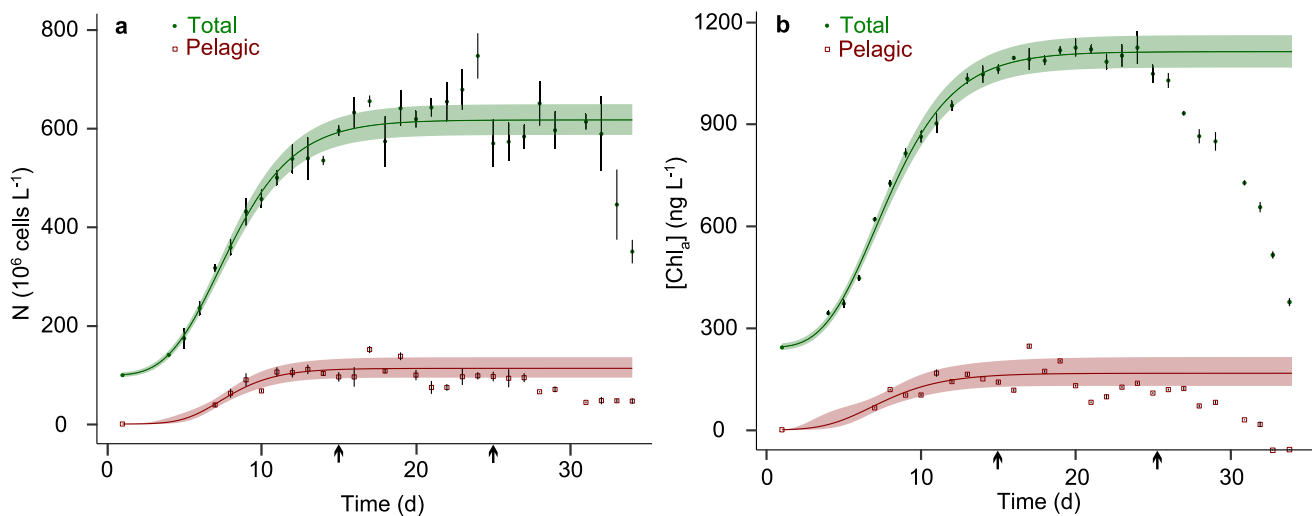 a
Total
Pelagic
N (10⁶ cells L⁻¹)
800
600
400
200
0
0
10
20
30
Time (d)
b
Total
Pelagic
[Chlₐ] (ng L⁻¹)
1200
900
600
300
0
0
10
20
30
Time (d)